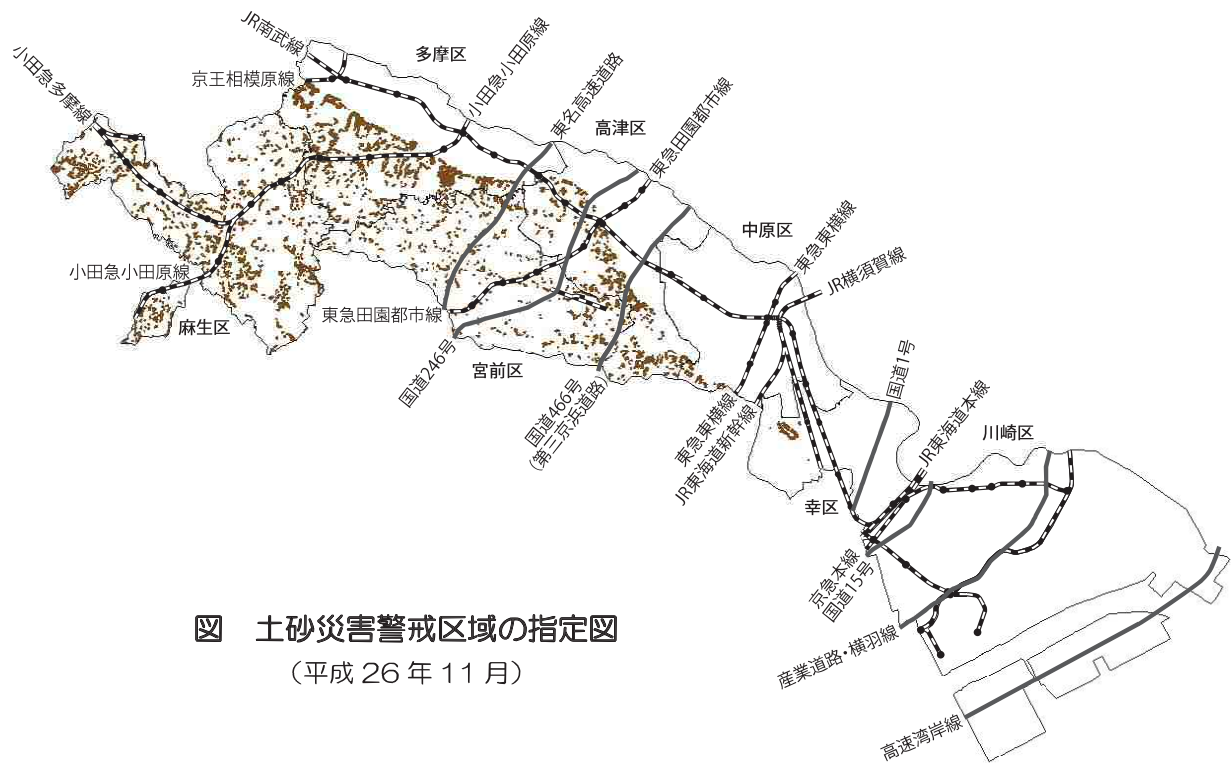 JR南武線
多摩区
小田急小田原線
小田急多摩線
京王相模原線
東名高速道路
高津区
東急田園都市線
中原区
東急東横線
JR横須賀線
小田急小田原線
麻生区
東急田園都市線
国道246号
宮前区
国道466号
(第三京浜道路)
東急東横線
JR東海道新幹線
国道1号
JR東海道本線
川崎区
幸区
京急本線
国道15号
産業道路・横羽線
高速湾岸線
図 土砂災害警戒区域の指定図
(平成 26 年 11 月)